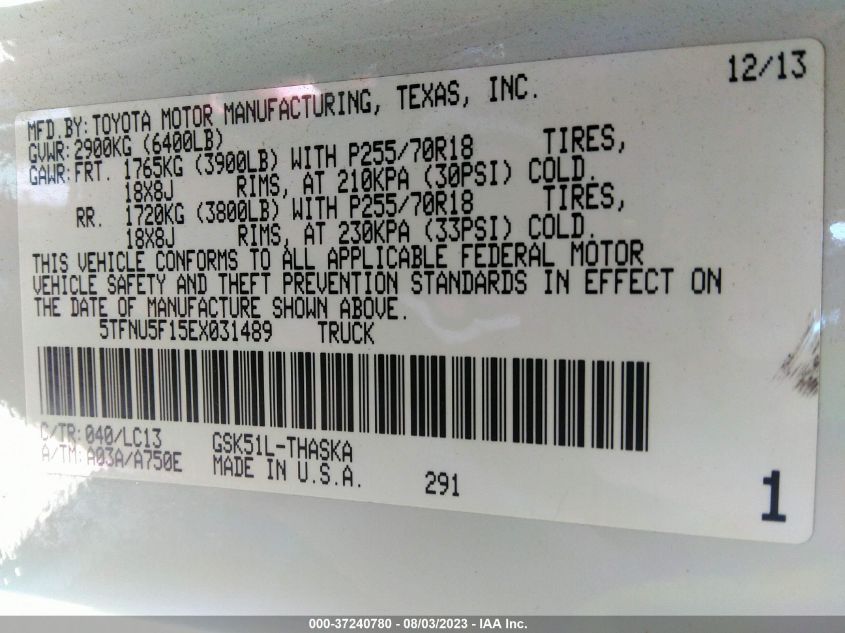 12/13
MFD.BY: TOYOTA MOTOR MANUFACTURING, TEXAS, INC.
GVWR: 2900KG (6400LB)
GAWR: FRT. 1765KG (3900LB) WITH P255/70R18 TIRES,
18X8J RIMS, AT 210KPA (30PSI) COLD.
RR. 1720KG (3800LB) WITH P255/70R18 TIRES,
18X8J RIMS, AT 230KPA (33PSI) COLD.
THIS VEHICLE CONFORMS TO ALL APPLICABLE FEDERAL MOTOR
VEHICLE SAFETY AND THEFT PREVENTION STANDARDS IN EFFECT ON
THE DATE OF MANUFACTURE SHOWN ABOVE.
5TFNU5F15EX031489 TRUCK
C/TR: 040/LC13 GSK51L-THASKA
A/TM: A03A/A750E MADE IN U.S.A. 291
1
000-37240780 - 08/03/2023 - IAA Inc.